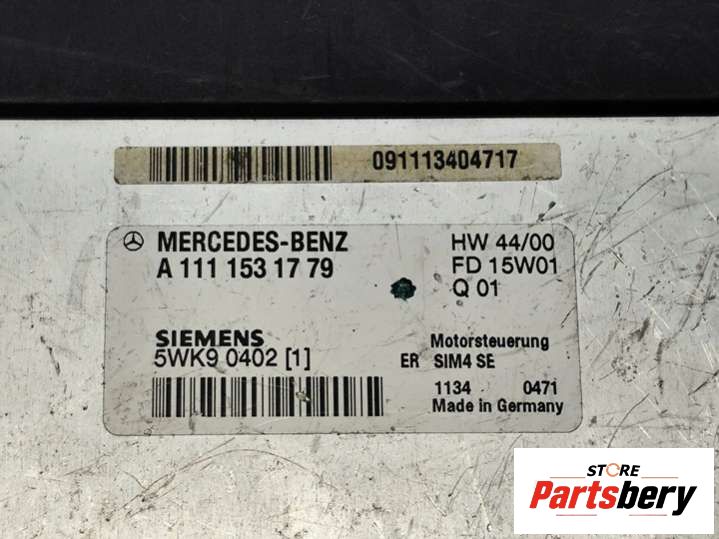 091113404717
MERCEDES-BENZ
A 111 153 17 79
HW 44/00
FD 15W01
Q 01
SIEMENS
5WK9 0402 [1]
Motorsteuerung
ER SIM4 SE
1134 0471
Made in Germany
STORE
Partsbery